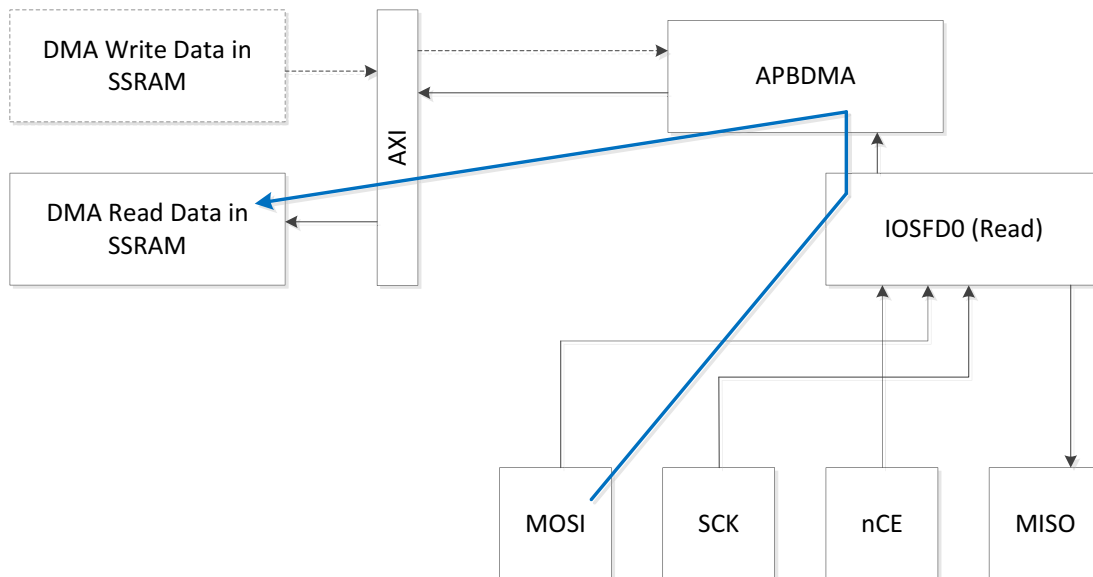 DMA Write Data in
SSRAM
APBDMA
AXI
DMA Read Data in
SSRAM
IOSFD0 (Read)
MOSI
SCK
nCE
MISO